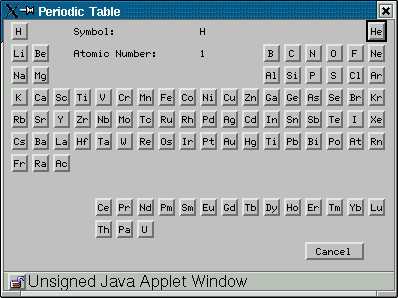 Periodic Table
H Symbol: H He
Li Be Atomic Number: 1 B C N O F Ne
Na Mg Al Si P S Cl Ar
K Ca Sc Ti V Cr Mn Fe Co Ni Cu Zn Ga Ge As Se Br Kr
Rb Sr Y Zr Nb Mo Tc Ru Rh Pd Ag Cd In Sn Sb Te I Xe
Cs Ba La Hf Ta W Re Os Ir Pt Au Hg Ti Pb Bi Po At Rn
Fr Ra Ac
Ce Pr Nd Pm Sm Eu Gd Tb Dy Ho Er Tm Yb Lu
Th Pa U
Cancel
Unsigned Java Applet Window